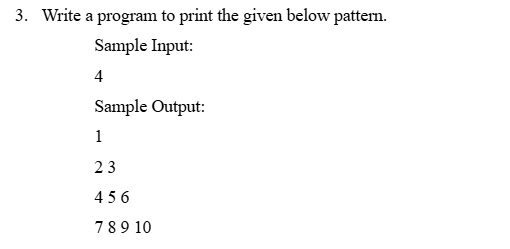 3. Write a program to print the given below pattern.
Sample Input:
4
Sample Output:
1
2 3
4 5 6
7 8 9 10